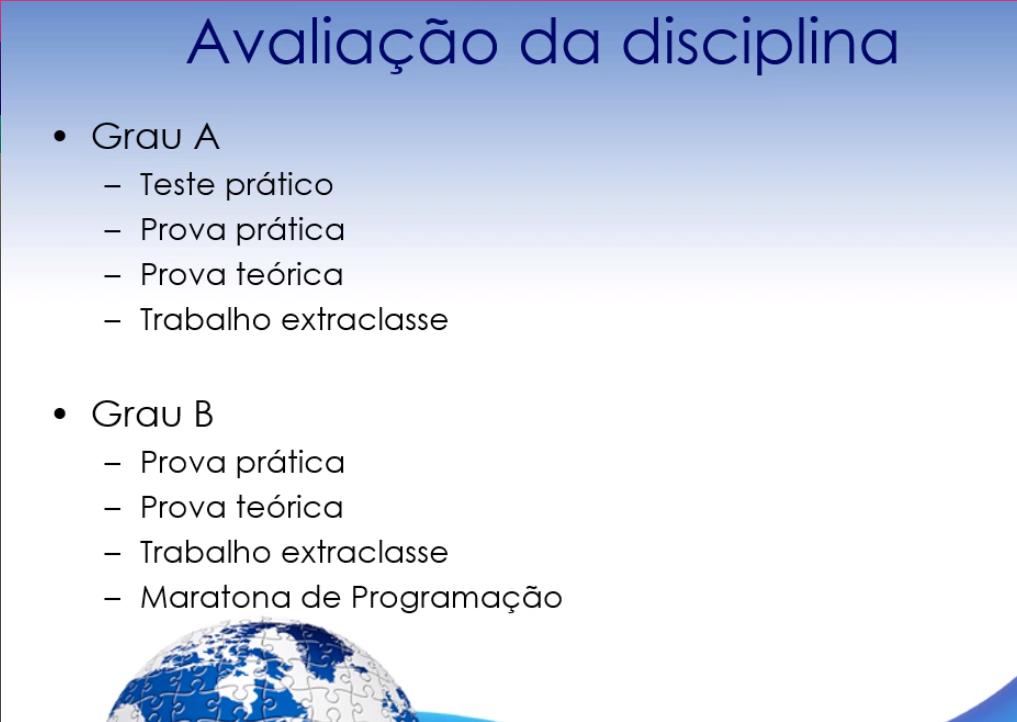 Avaliação da disciplina
• Grau A
– Teste prático
– Prova prática
– Prova teórica
– Trabalho extraclasse
• Grau B
– Prova prática
– Prova teórica
– Trabalho extraclasse
– Maratona de Programação